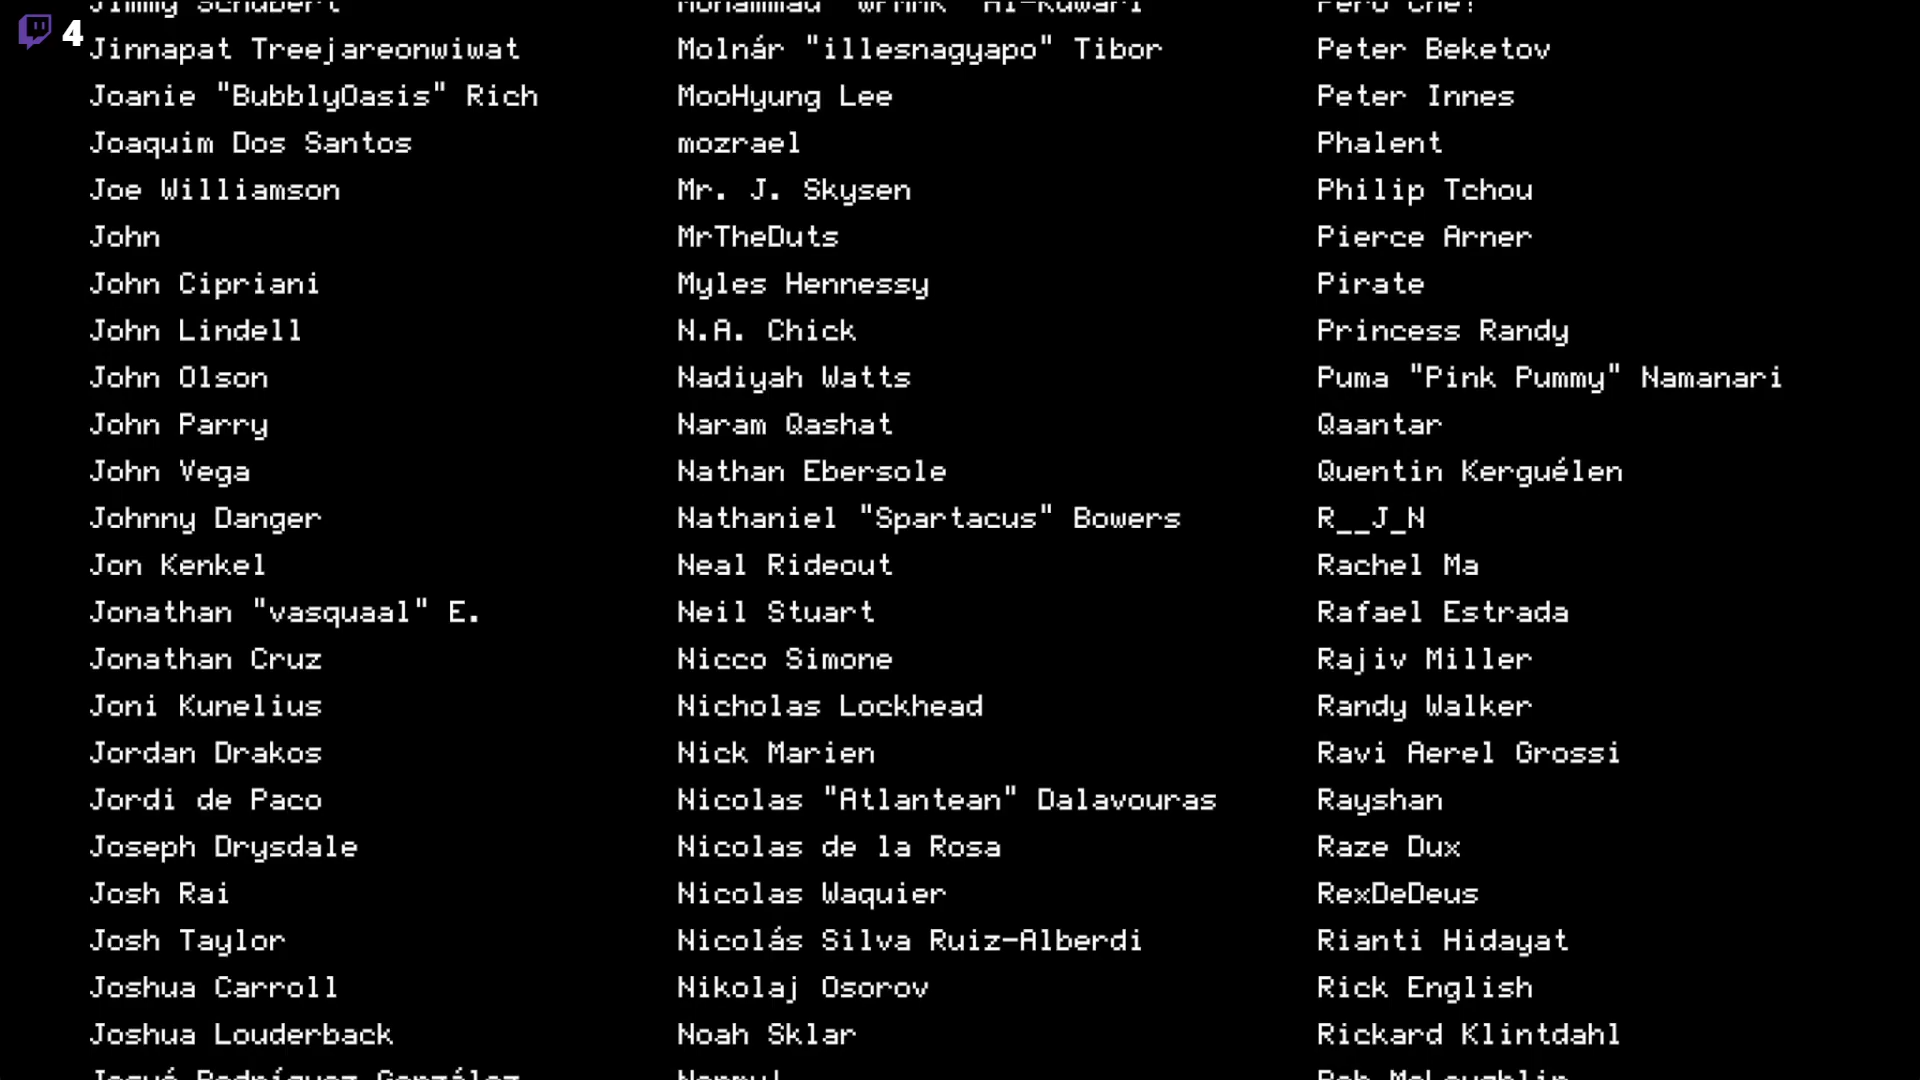 4
Jimmy Schubert
Jinnapat Treejareonwiwat
Joanie "BubblyOasis" Rich
Joaquim Dos Santos
Joe Williamson
John
John Cipriani
John Lindell
John Olson
John Parry
John Vega
Johnny Danger
Jon Kenkel
Jonathan "vasquaal" E.
Jonathan Cruz
Joni Kunelius
Jordan Drakos
Jordi de Paco
Joseph Drysdale
Josh Rai
Josh Taylor
Joshua Carroll
Joshua Louderback
Josué Rodríguez González
Molnár "illesnagyapo" Tibor
MooHyung Lee
mozrael
Mr. J. Skysen
MrTheDuts
Myles Hennessy
N.A. Chick
Nadiyah Watts
Naram Qashat
Nathan Ebersole
Nathaniel "Spartacus" Bowers
Neal Rideout
Neil Stuart
Nicco Simone
Nicholas Lockhead
Nick Marien
Nicolas "Atlantean" Dalavouras
Nicolas de la Rosa
Nicolas Waquier
Nicolás Silva Ruiz-Alberdi
Nikolaj Osorov
Noah Sklar
Peter Beketov
Peter Innes
Phalent
Philip Tchou
Pierce Arner
Pirate
Princess Randy
Puma "Pink Pummy" Namanari
Qaantar
Quentin Kerguélen
R__J_N
Rachel Ma
Rafael Estrada
Rajiv Miller
Randy Walker
Ravi Aerel Grossi
Rayshan
Raze Dux
RexDeDeus
Rianti Hidayat
Rick English
Rickard Klintdahl
Rob McLoughlin